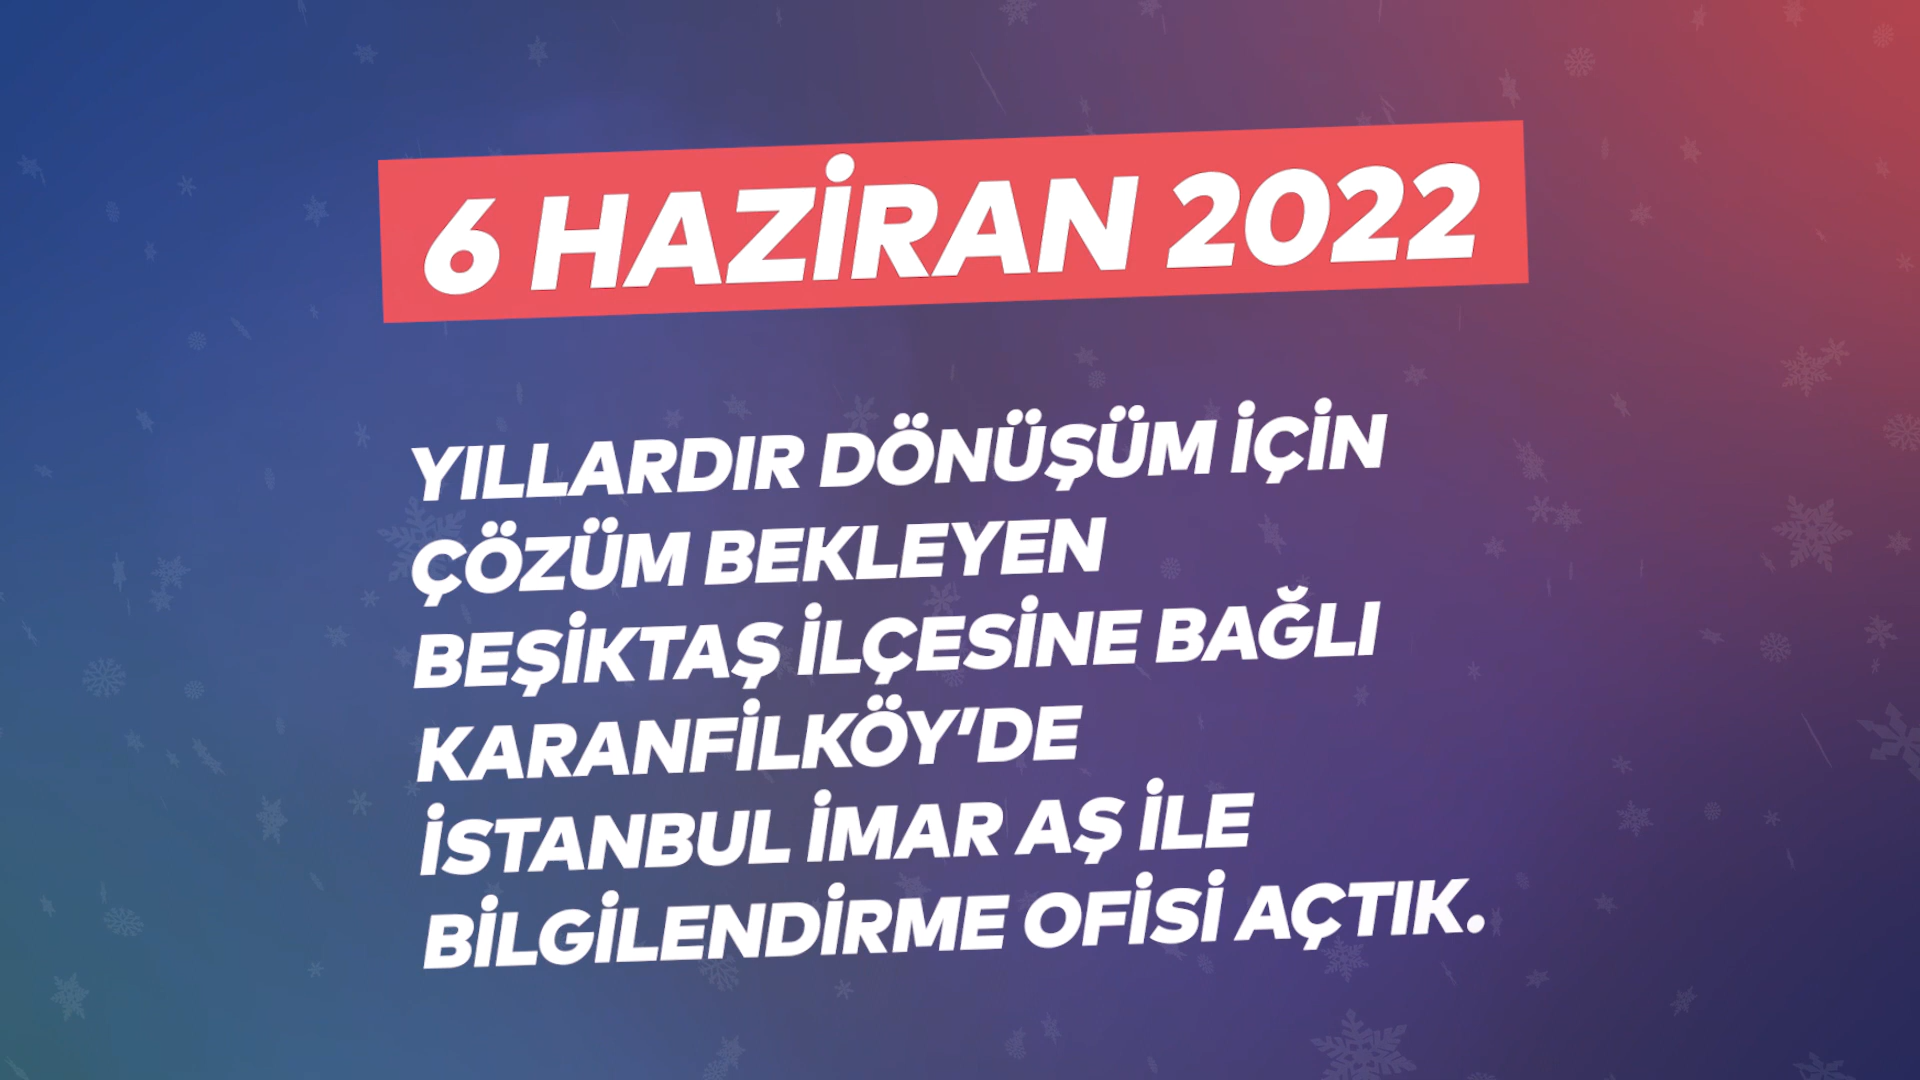 6 HAZİRAN 2022
YILLARDIR DÖNÜŞÜM İÇİN
ÇÖZÜM BEKLEYEN
BEŞİKTAŞ İLÇESİNE BAĞLI
KARANFİLKÖY'DE
İSTANBUL İMAR AŞ İLE
BİLGİLENDİRME OFİSİ AÇTIK.